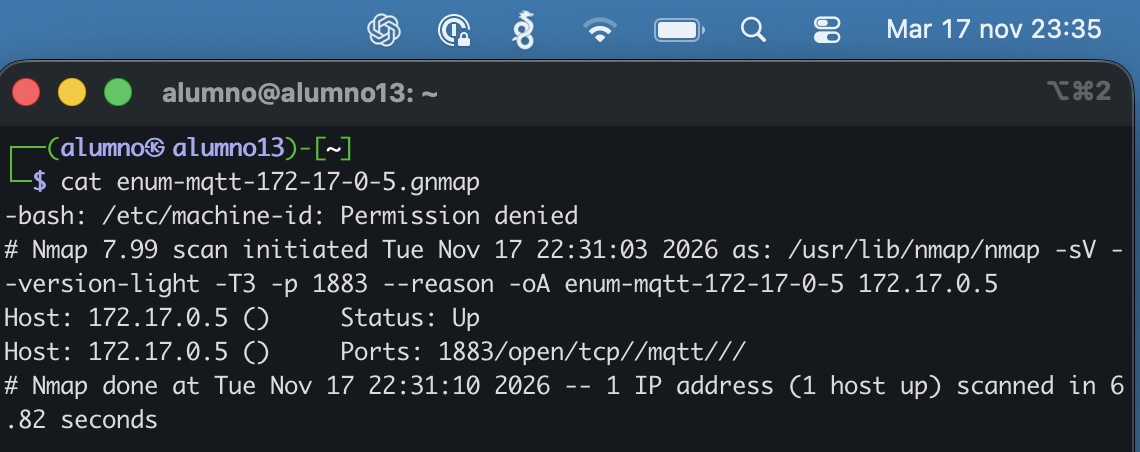 Mar 17 nov 23:35
alumno@alumno13: ~
⌥⌘2
┌──(alumno㉿ alumno13)-[~]
└─$ cat enum-mqtt-172-17-0-5.gnmap
-bash: /etc/machine-id: Permission denied
# Nmap 7.99 scan initiated Tue Nov 17 22:31:03 2026 as: /usr/lib/nmap/nmap -sV -
-version-light -T3 -p 1883 --reason -oA enum-mqtt-172-17-0-5 172.17.0.5
Host: 172.17.0.5 ()     Status: Up
Host: 172.17.0.5 ()     Ports: 1883/open/tcp//mqtt///
# Nmap done at Tue Nov 17 22:31:10 2026 -- 1 IP address (1 host up) scanned in 6
.82 seconds